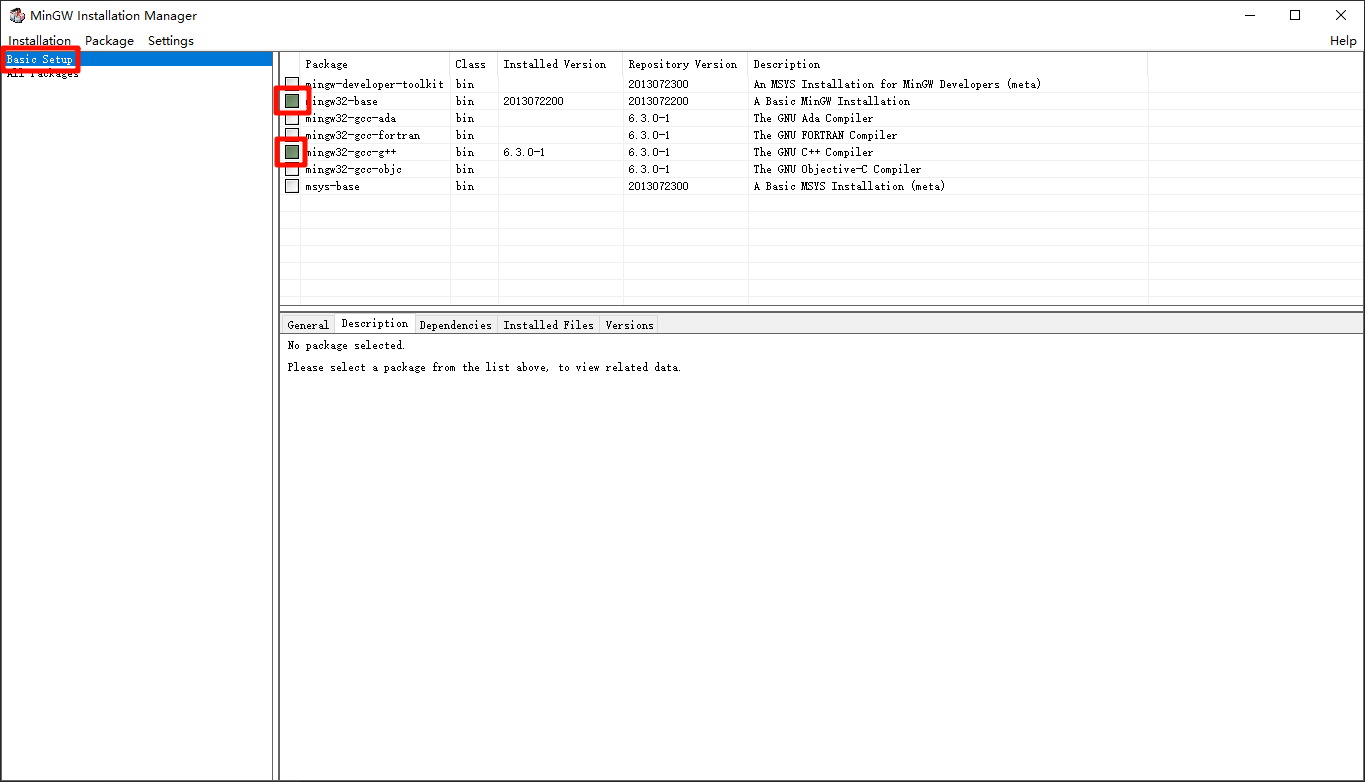 MinGW Installation Manager
Installation Package Settings Help
Basic Setup
All Packages
Package Class Installed Version Repository Version Description
mingw-developer-toolkit bin 2013072300 An MSYS Installation for MinGW Developers (meta)
mingw32-base bin 2013072200 2013072200 A Basic MinGW Installation
mingw32-gcc-ada bin 6.3.0-1 The GNU Ada Compiler
mingw32-gcc-fortran bin 6.3.0-1 The GNU FORTRAN Compiler
mingw32-gcc-g++ bin 6.3.0-1 6.3.0-1 The GNU C++ Compiler
mingw32-gcc-objc bin 6.3.0-1 The GNU Objective-C Compiler
msys-base bin 2013072300 A Basic MSYS Installation (meta)
General Description Dependencies Installed Files Versions
No package selected.
Please select a package from the list above, to view related data.